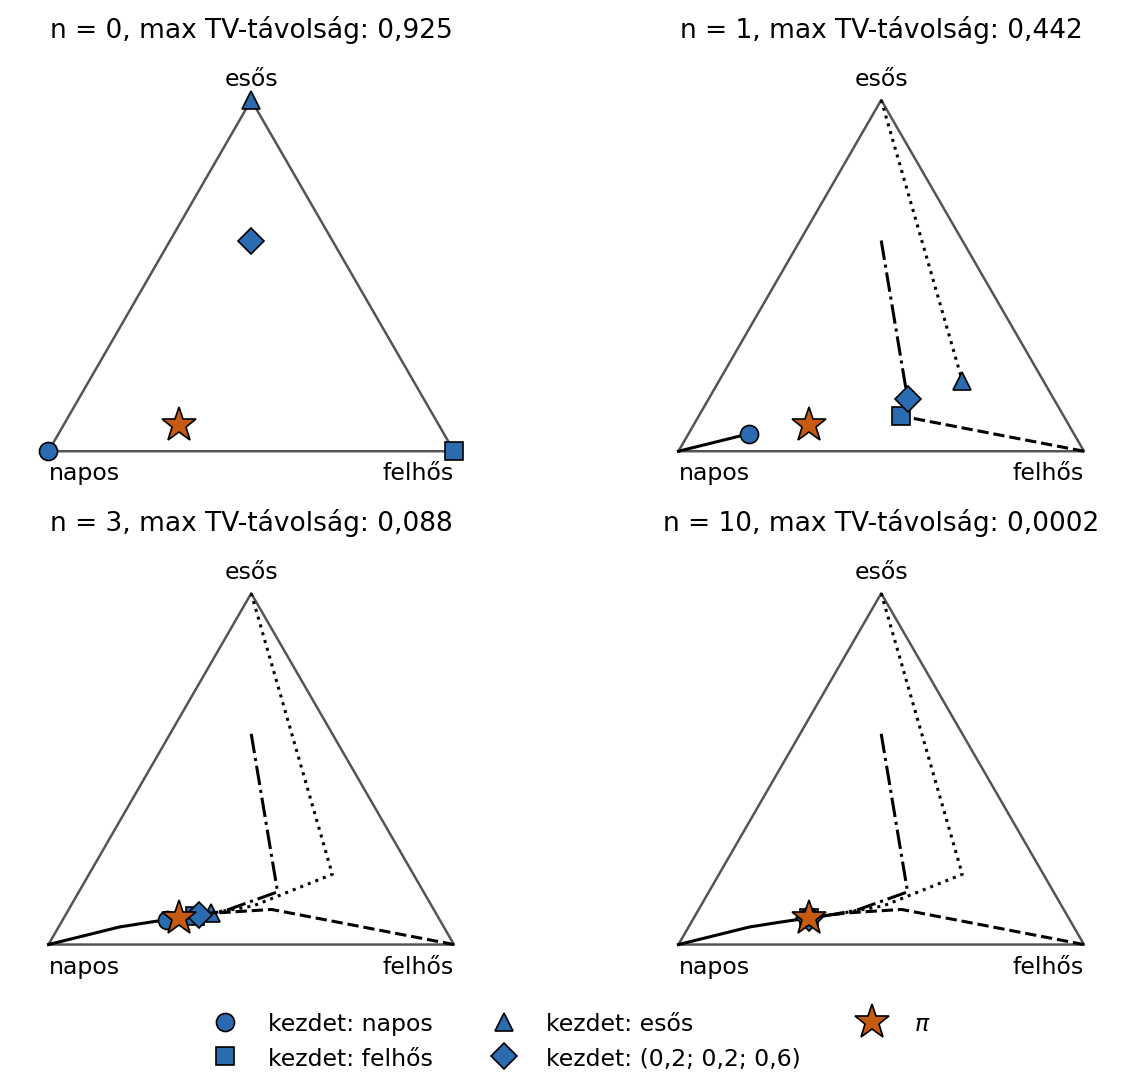 n = 0, max TV-távolság: 0,925
esős
napos
felhős
n = 1, max TV-távolság: 0,442
esős
napos
felhős
n = 3, max TV-távolság: 0,088
esős
napos
felhős
n = 10, max TV-távolság: 0,0002
esős
napos
felhős
kezdet: napos
kezdet: felhős
kezdet: esős
kezdet: (0,2; 0,2; 0,6)
π